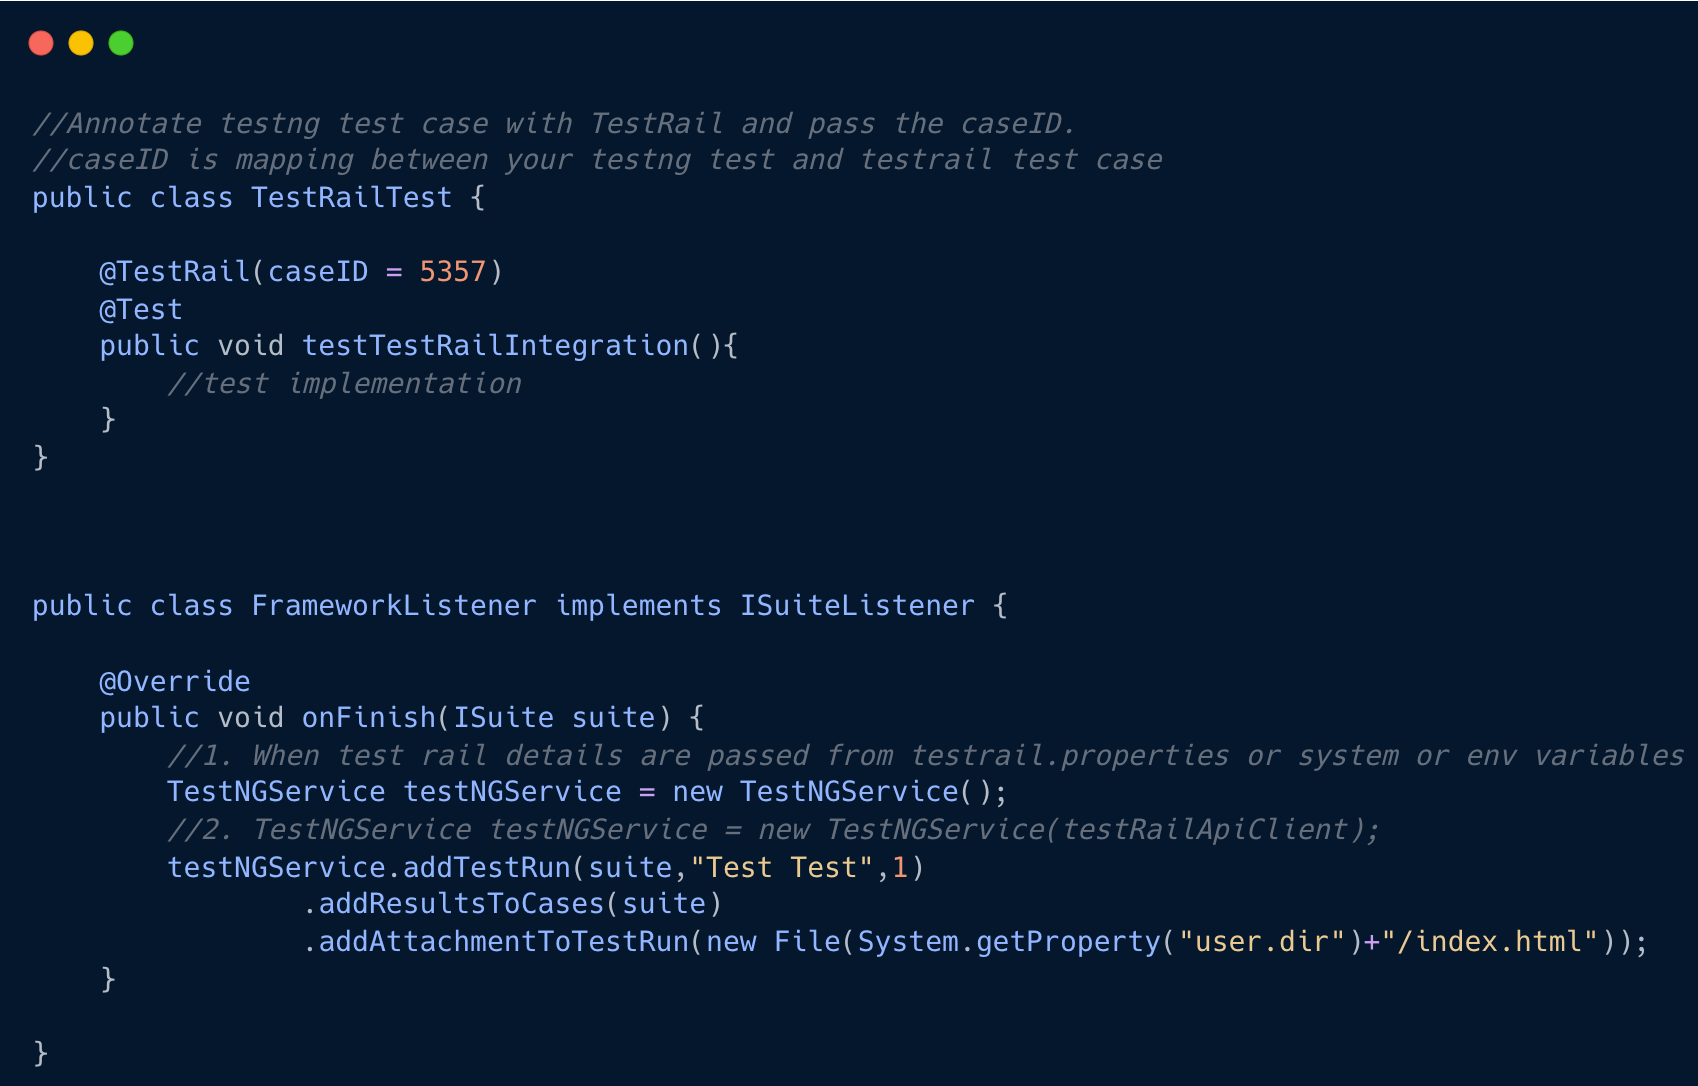 //Annotate testng test case with TestRail and pass the caseID.
//caseID is mapping between your testng test and testrail test case
public class TestRailTest {
@TestRail(caseID = 5357)
@Test
public void testTestRailIntegration(){
//test implementation
}
}
public class FrameworkListener implements ISuiteListener {
@Override
public void onFinish(ISuite suite) {
//1. When test rail details are passed from testrail.properties or system or env variables
TestNGService testNGService = new TestNGService();
//2. TestNGService testNGService = new TestNGService(testRailApiClient);
testNGService.addTestRun(suite,"Test Test",1)
.addResultsToCases(suite)
.addAttachmentToTestRun(new File(System.getProperty("user.dir")+"/index.html"));
}
}